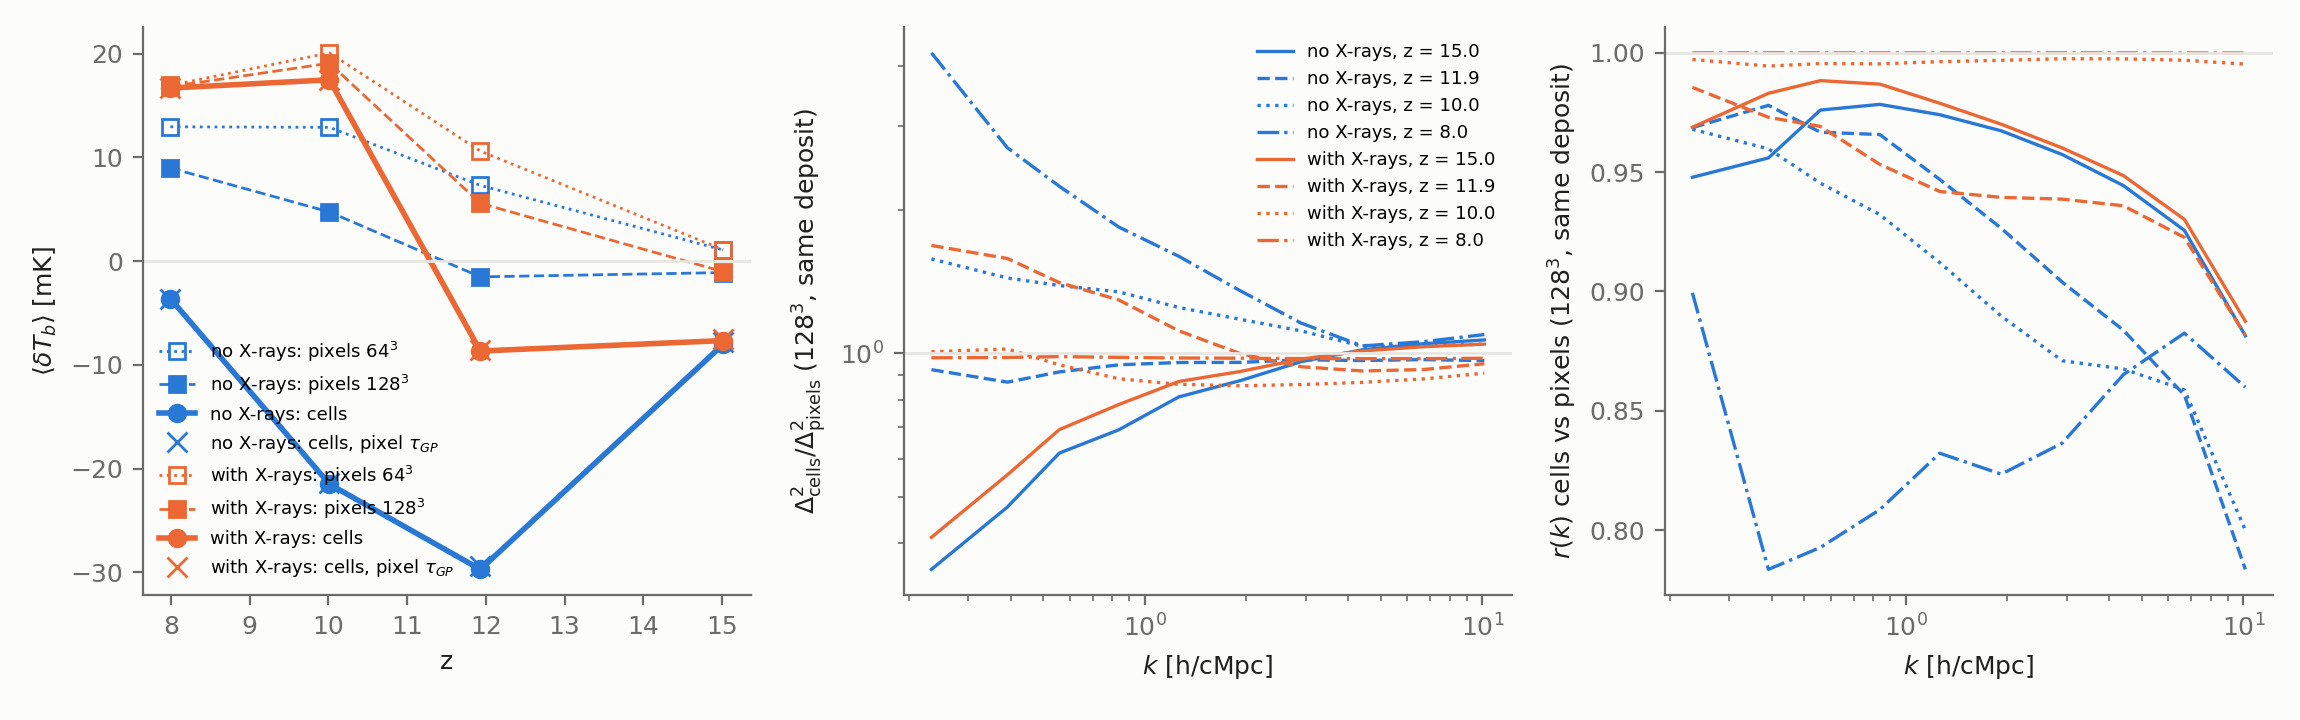 20
10
0
−10
−20
−30
8
9
10
11
12
13
14
15
z
⟨δT_b⟩ [mK]
no X-rays: pixels 64³
no X-rays: pixels 128³
no X-rays: cells
no X-rays: cells, pixel τ_GP
with X-rays: pixels 64³
with X-rays: pixels 128³
with X-rays: cells
with X-rays: cells, pixel τ_GP
Δ²_cells/Δ²_pixels (128³, same deposit)
10⁰
10⁰
10¹
k [h/cMpc]
no X-rays, z = 15.0
no X-rays, z = 11.9
no X-rays, z = 10.0
no X-rays, z = 8.0
with X-rays, z = 15.0
with X-rays, z = 11.9
with X-rays, z = 10.0
with X-rays, z = 8.0
r(k) cells vs pixels (128³, same deposit)
1.00
0.95
0.90
0.85
0.80
10⁰
10¹
k [h/cMpc]